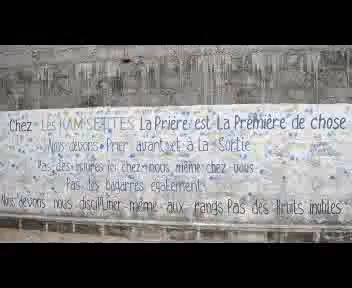 Chez LES KAMISEITES La Prière est La Première de chose
Nous devons Prier avant et à La Sortie
Pas des injures ici chez-nous même chez vous
Pas les bagarres egalement
Nous devons nous discipliner même aux rangs Pas des Bruits inutiles